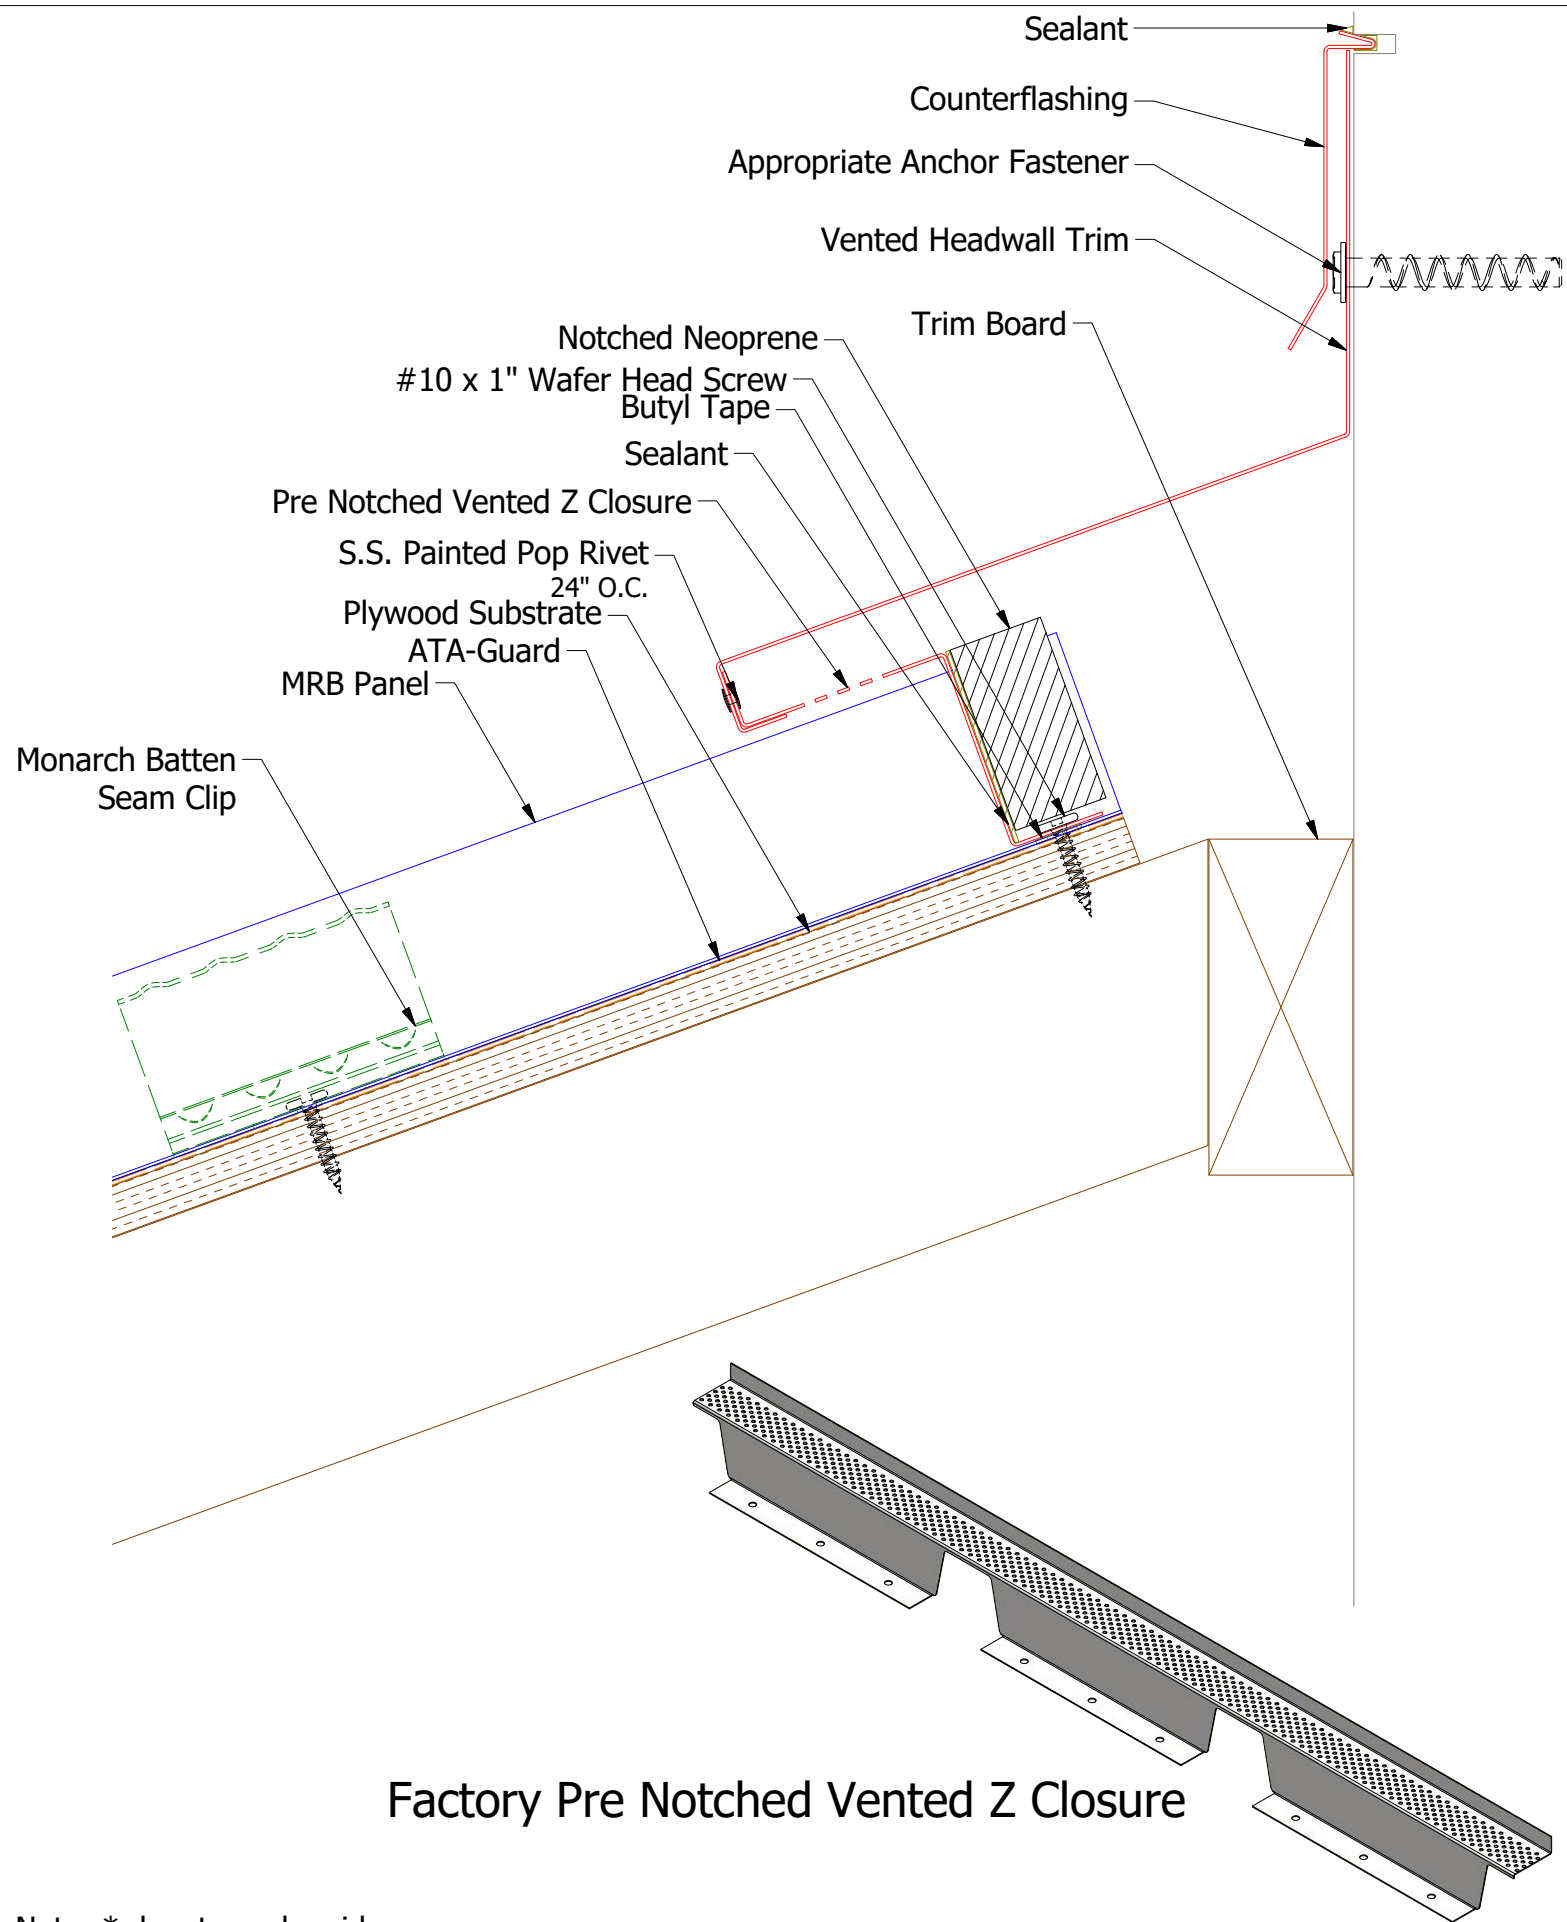 Sealant
Counterflashing
Appropriate Anchor Fastener
Vented Headwall Trim
Trim Board
Notched Neoprene
#10 x 1" Wafer Head Screw
Butyl Tape
Sealant
Pre Notched Vented Z Closure
S.S. Painted Pop Rivet
24" O.C.
Plywood Substrate
ATA-Guard
MRB Panel
Monarch Batten
Seam Clip
Factory Pre Notched Vented Z Closure